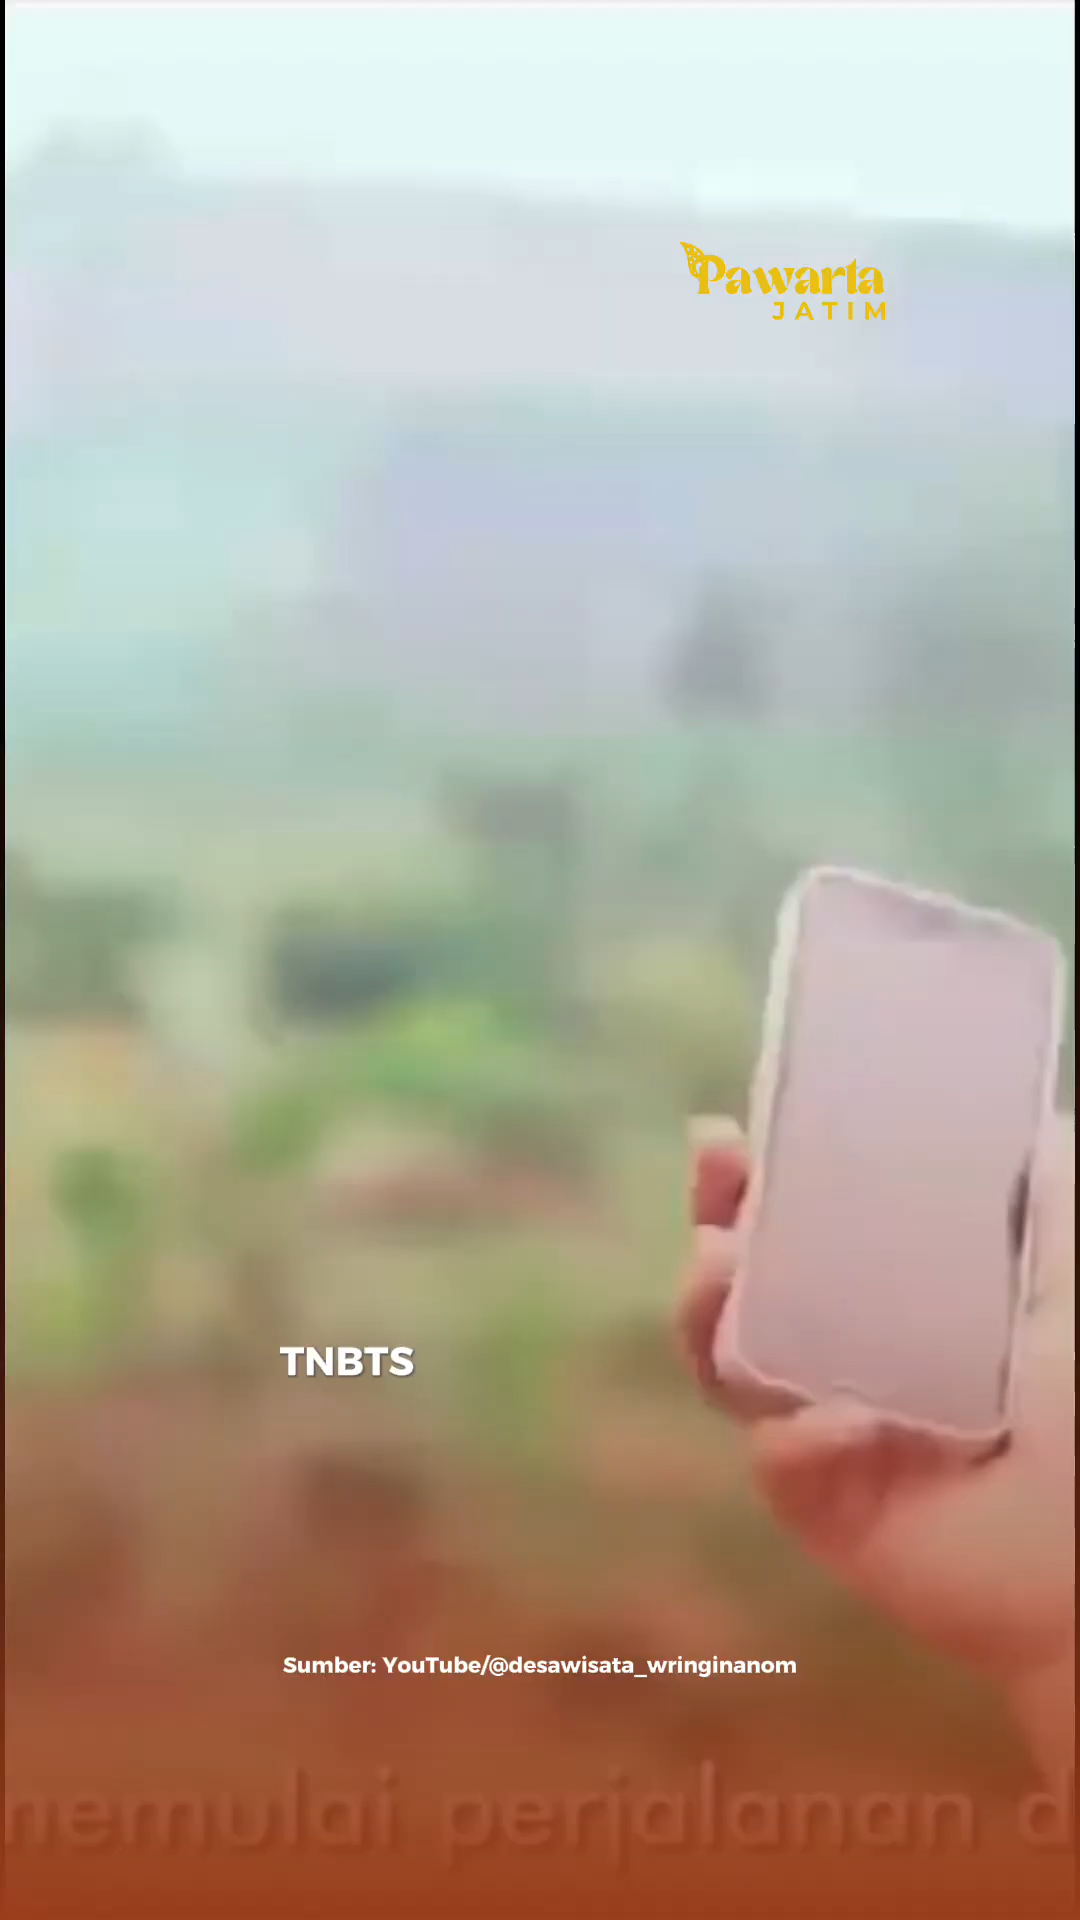 Pawarta
JATIM
TNBTS
Sumber: YouTube/@desawisata_wringinanom
memulai perjalanan d